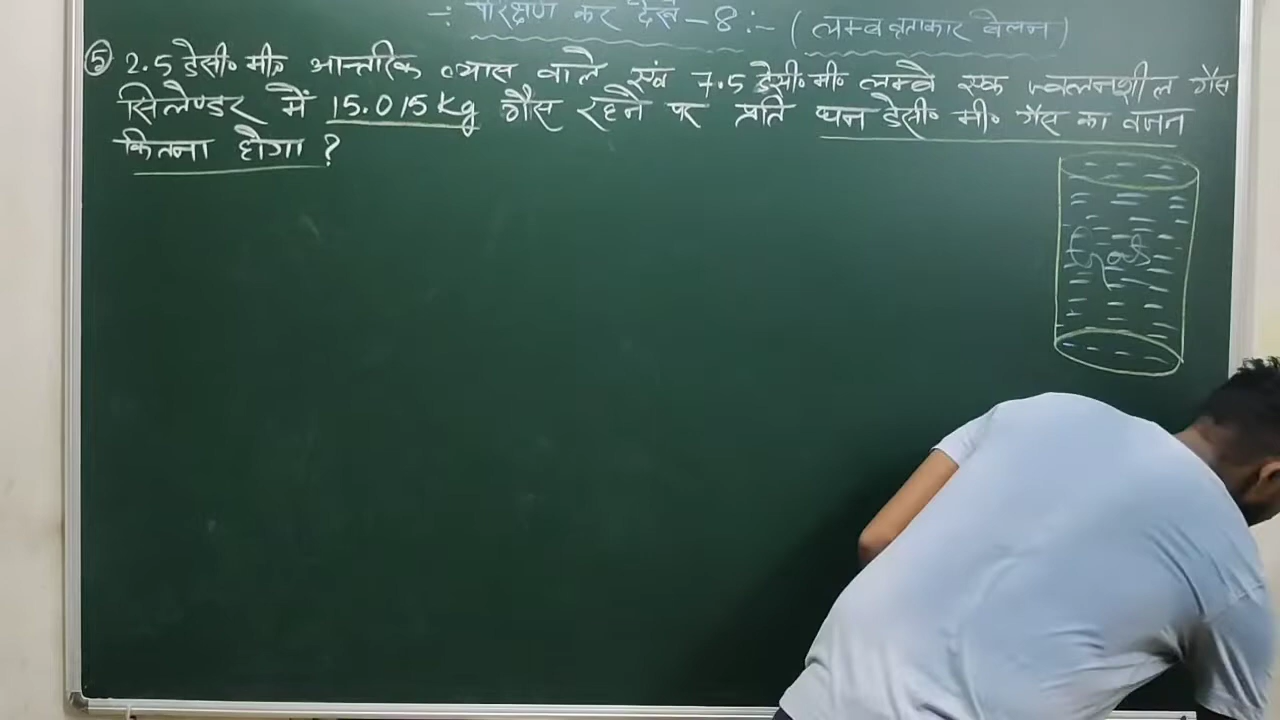 ÷ परिक्षण कर देखे - 8:- (लम्ब वृताकार बेलन)
⑤ 2.5 डेसी॰ मी॰ आन्तरिक व्यास वाले एवं 7.5 डेसी॰ मी॰ लम्बे एक ज्वलनशील गैस
सिलेण्डर में 15.015 kg गैस रहने पर प्रति घन डेसी॰ मी॰ गैस का वजन
कितना होगा ?
Gas